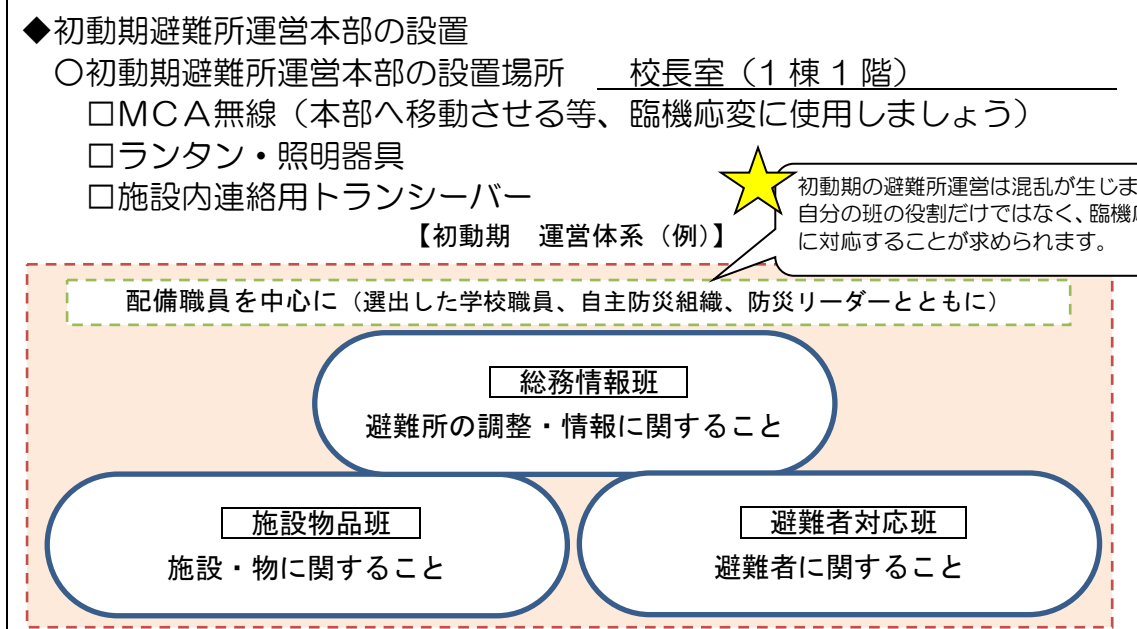 ◆初動期避難所運営本部の設置
○初動期避難所運営本部の設置場所　校長室（１棟１階）
□ＭＣＡ無線（本部へ移動させる等、臨機応変に使用しましょう）
□ランタン・照明器具
□施設内連絡用トランシーバー
初動期の避難所運営は混乱が生じま
自分の班の役割だけではなく、臨機
に対応することが求められます。
【初動期　運営体系（例）】
配備職員を中心に（選出した学校職員、自主防災組織、防災リーダーとともに）
総務情報班
避難所の調整・情報に関すること
施設物品班
施設・物に関すること
避難者対応班
避難者に関すること